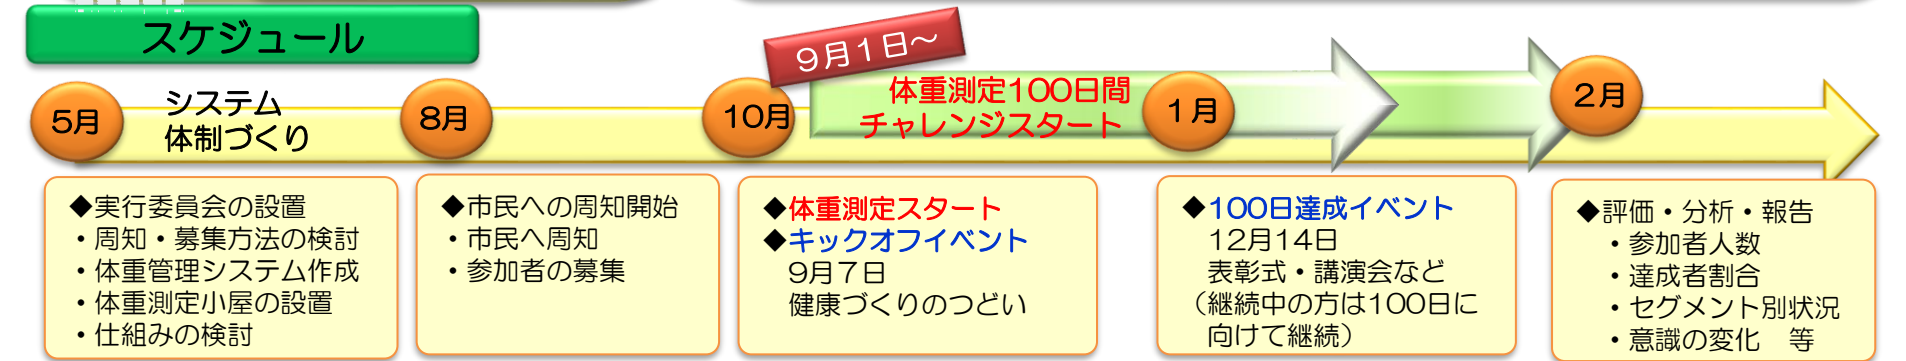 スケジュール
9月1日～
5月
システム
体制づくり
8月
10月
体重測定100日間
チャレンジスタート
1月
2月
◆実行委員会の設置
・周知・募集方法の検討
・体重管理システム作成
・体重測定小屋の設置
・仕組みの検討
◆市民への周知開始
・市民へ周知
・参加者の募集
◆体重測定スタート
◆キックオフイベント
9月7日
健康づくりのつどい
◆100日達成イベント
12月14日
表彰式・講演会など
（継続中の方は100日に
向けて継続）
◆評価・分析・報告
・参加者人数
・達成者割合
・セグメント別状況
・意識の変化　等